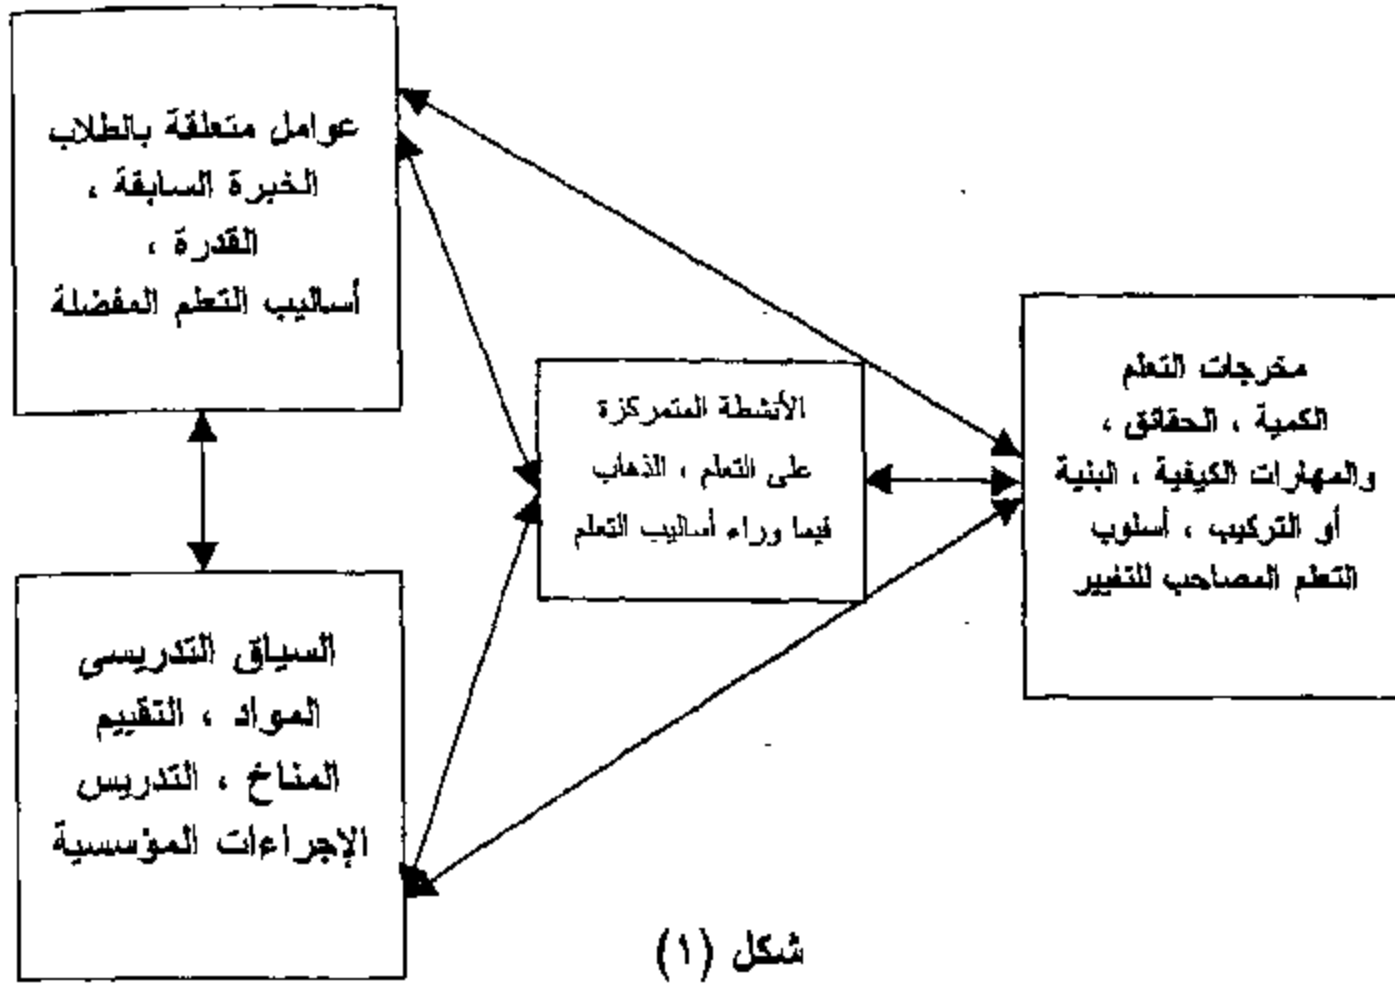 عوامل متعلقة بالطلاب
الخبرة السابقة ،
القدرة ،
أساليب التعلم المفضلة
السياق التدريسى
المواد ، التقييم
المناخ ، التدريس
الإجراءات المؤسسية
الأنشطة المتمركزة
على التعلم ، الذهاب
فيما وراء أساليب التعلم
مخرجات التعلم
الكمية ، الحقائق ،
والمهارات الكيفية ، البنية
أو التركيب ، أسلوب
التعلم المصاحب للتغيير
شكل (١)